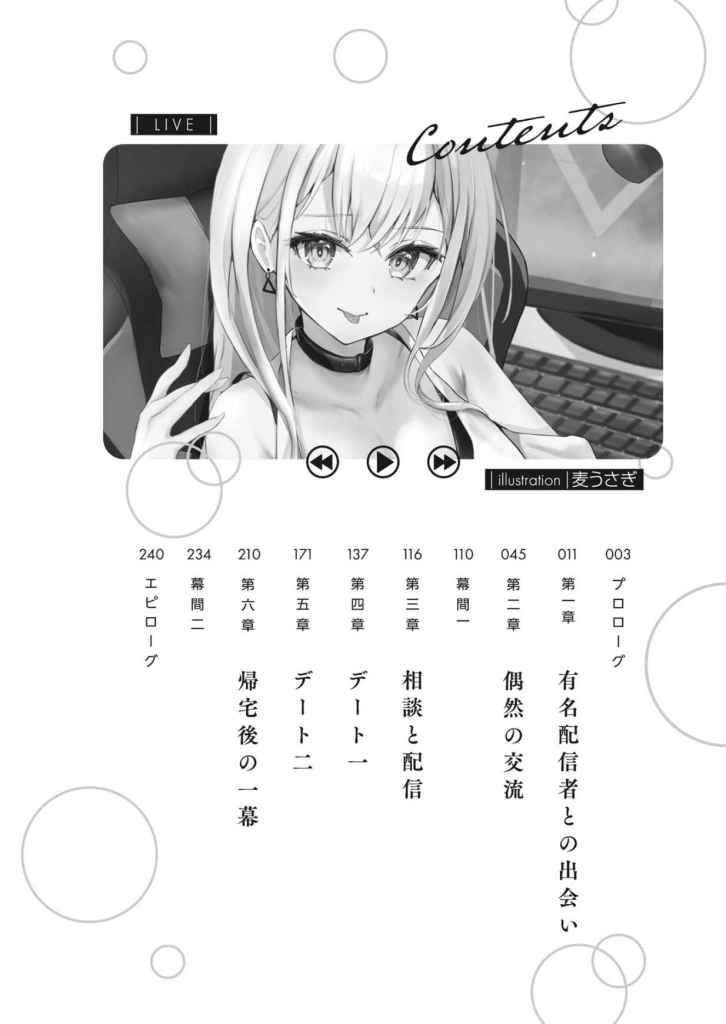 | LIVE |
Contents
| illustration | 麦うさぎ
003 プロローグ
011 第一章 有名配信者との出会い
045 第二章 偶然の交流
110 幕間一
116 第三章 相談と配信
137 第四章 デート一
171 第五章 デート二
210 第六章 帰宅後の一幕
234 幕間二
240 エピローグ